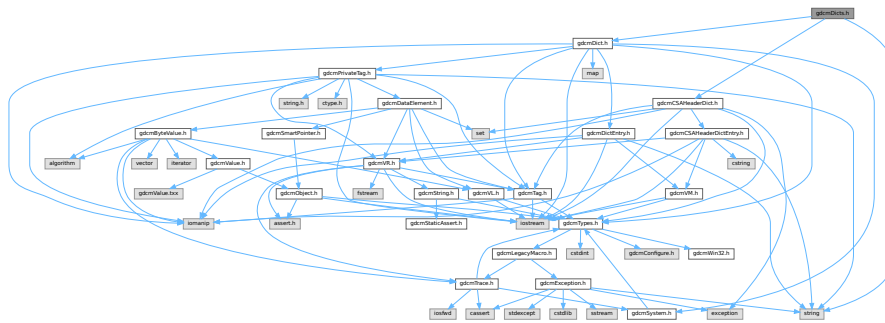 gdcmDicts.h
gdcmDict.h
gdcmPrivateTag.h
map
string.h
ctype.h
gdcmDataElement.h
gdcmCSAHeaderDict.h
gdcmByteValue.h
gdcmSmartPointer.h
set
gdcmDictEntry.h
gdcmCSAHeaderDictEntry.h
algorithm
vector
iterator
gdcmValue.h
gdcmVR.h
cstring
gdcmValue.txx
gdcmObject.h
fstream
gdcmString.h
gdcmVL.h
gdcmTag.h
gdcmVM.h
iomanip
assert.h
gdcmStaticAssert.h
iostream
gdcmTypes.h
gdcmLegacyMacro.h
cstdint
gdcmConfigure.h
gdcmWin32.h
gdcmTrace.h
gdcmException.h
iosfwd
cassert
stdexcept
cstdlib
sstream
gdcmSystem.h
exception
string